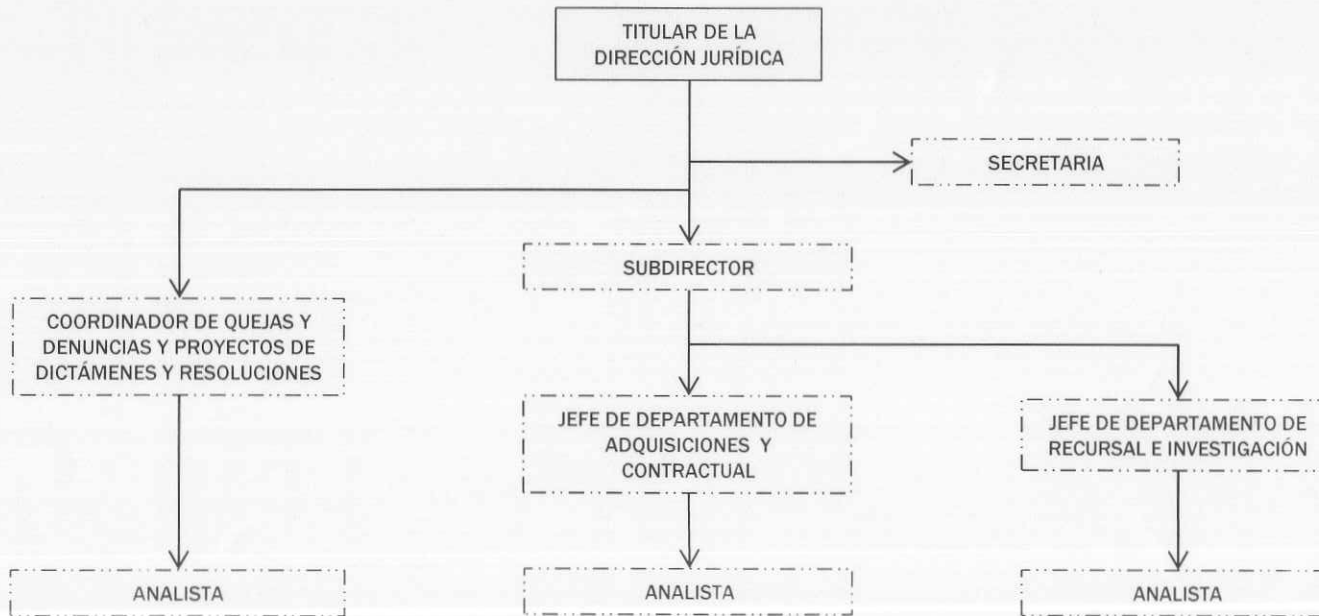 TITULAR DE LA
DIRECCIÓN JURÍDICA
SECRETARIA
SUBDIRECTOR
COORDINADOR DE QUEJAS Y
DENUNCIAS Y PROYECTOS DE
DICTÁMENES Y RESOLUCIONES
JEFE DE DEPARTAMENTO DE
ADQUISICIONES Y
CONTRACTUAL
JEFE DE DEPARTAMENTO DE
RECURSAL E INVESTIGACIÓN
ANALISTA
ANALISTA
ANALISTA